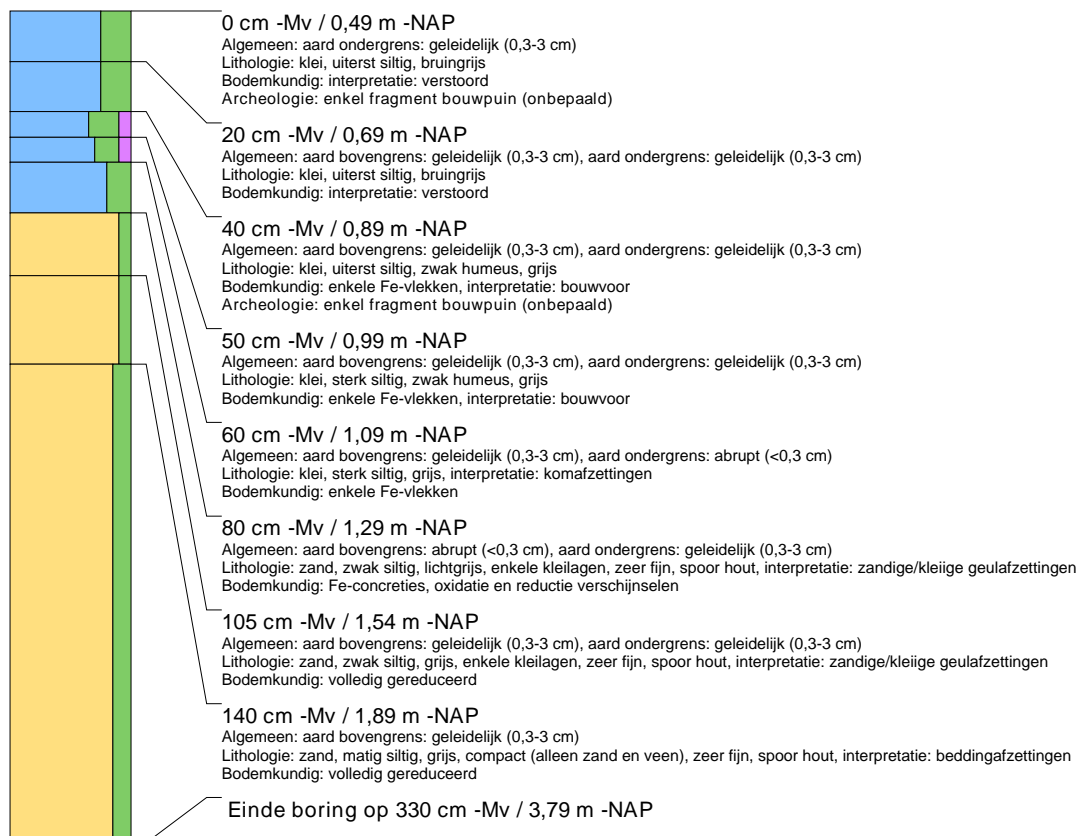 0 cm -Mv / 0,49 m -NAP
Algemeen: aard ondergrens: geleidelijk (0,3-3 cm)
Lithologie: klei, uiterst siltig, bruingrijs
Bodemkundig: interpretatie: verstoord
Archeologie: enkel fragment bouwpuin (onbepaald)
20 cm -Mv / 0,69 m -NAP
Algemeen: aard bovengrens: geleidelijk (0,3-3 cm), aard ondergrens: geleidelijk (0,3-3 cm)
Lithologie: klei, uiterst siltig, bruingrijs
Bodemkundig: interpretatie: verstoord
40 cm -Mv / 0,89 m -NAP
Algemeen: aard bovengrens: geleidelijk (0,3-3 cm), aard ondergrens: geleidelijk (0,3-3 cm)
Lithologie: klei, uiterst siltig, zwak humeus, grijs
Bodemkundig: enkele Fe-vlekken, interpretatie: bouwvoor
Archeologie: enkel fragment bouwpuin (onbepaald)
50 cm -Mv / 0,99 m -NAP
Algemeen: aard bovengrens: geleidelijk (0,3-3 cm), aard ondergrens: geleidelijk (0,3-3 cm)
Lithologie: klei, sterk siltig, zwak humeus, grijs
Bodemkundig: enkele Fe-vlekken, interpretatie: bouwvoor
60 cm -Mv / 1,09 m -NAP
Algemeen: aard bovengrens: geleidelijk (0,3-3 cm), aard ondergrens: abrupt (<0,3 cm)
Lithologie: klei, sterk siltig, grijs, interpretatie: komafzettingen
Bodemkundig: enkele Fe-vlekken
80 cm -Mv / 1,29 m -NAP
Algemeen: aard bovengrens: abrupt (<0,3 cm), aard ondergrens: geleidelijk (0,3-3 cm)
Lithologie: zand, zwak siltig, lichtgrijs, enkele kleilagen, zeer fijn, spoor hout, interpretatie: zandige/kleiige geulafzettingen
Bodemkundig: Fe-concreties, oxidatie en reductie verschijnselen
105 cm -Mv / 1,54 m -NAP
Algemeen: aard bovengrens: geleidelijk (0,3-3 cm), aard ondergrens: geleidelijk (0,3-3 cm)
Lithologie: zand, zwak siltig, grijs, enkele kleilagen, zeer fijn, spoor hout, interpretatie: zandige/kleiige geulafzettingen
Bodemkundig: volledig gereduceerd
140 cm -Mv / 1,89 m -NAP
Algemeen: aard bovengrens: geleidelijk (0,3-3 cm)
Lithologie: zand, matig siltig, grijs, compact (alleen zand en veen), zeer fijn, spoor hout, interpretatie: beddingafzettingen
Bodemkundig: volledig gereduceerd
Einde boring op 330 cm -Mv / 3,79 m -NAP